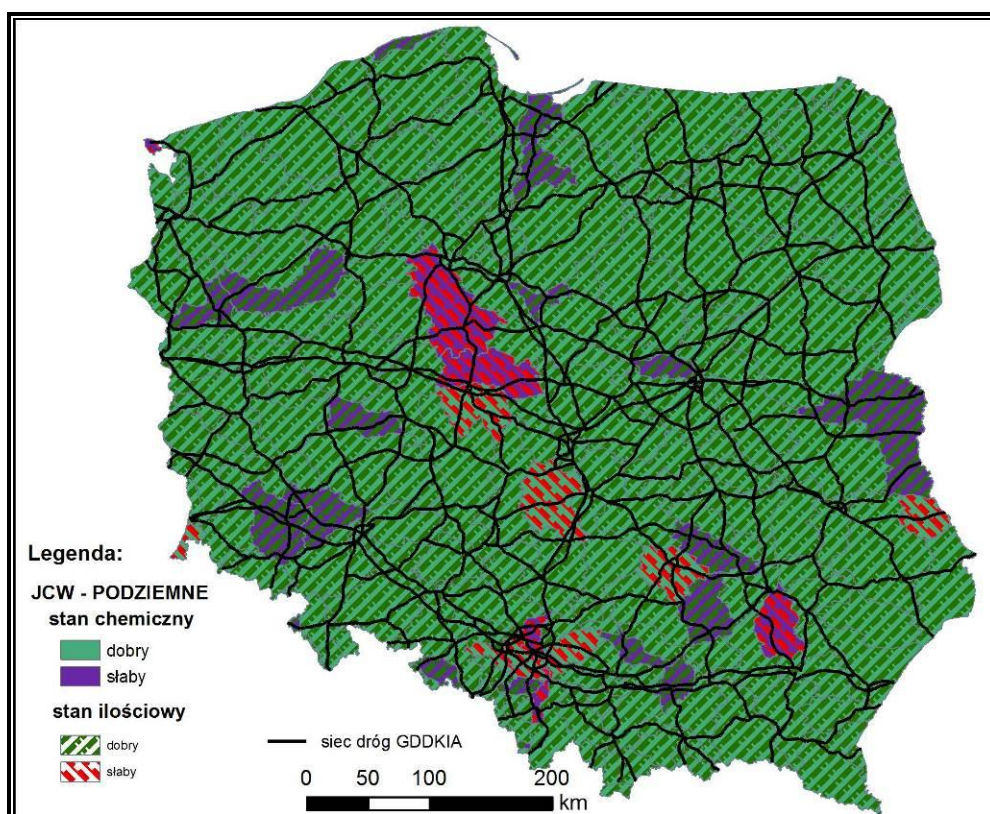 Legenda:
JCW - PODZIEMNE
stan chemiczny
dobry
słaby
stan ilościowy
dobry
słaby
siec dróg GDDKIA
0 50 100 200
km